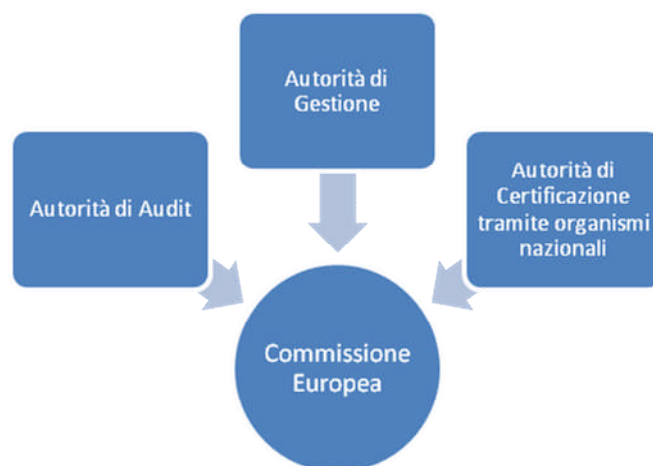 Autorità di
Gestione
Autorità di Audit
Autorità di
Certificazione
tramite organismi
nazionali
Commissione
Europea